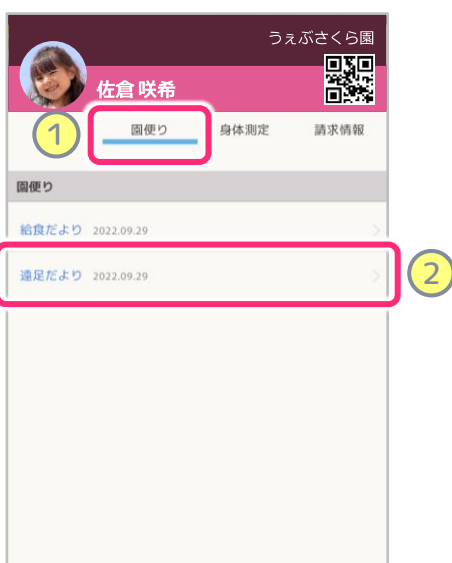 うぇぶさくら園
佐倉 咲希
1
園便り 身体測定 請求情報
園便り
給食だより 2022.09.29
遠足だより 2022.09.29
2